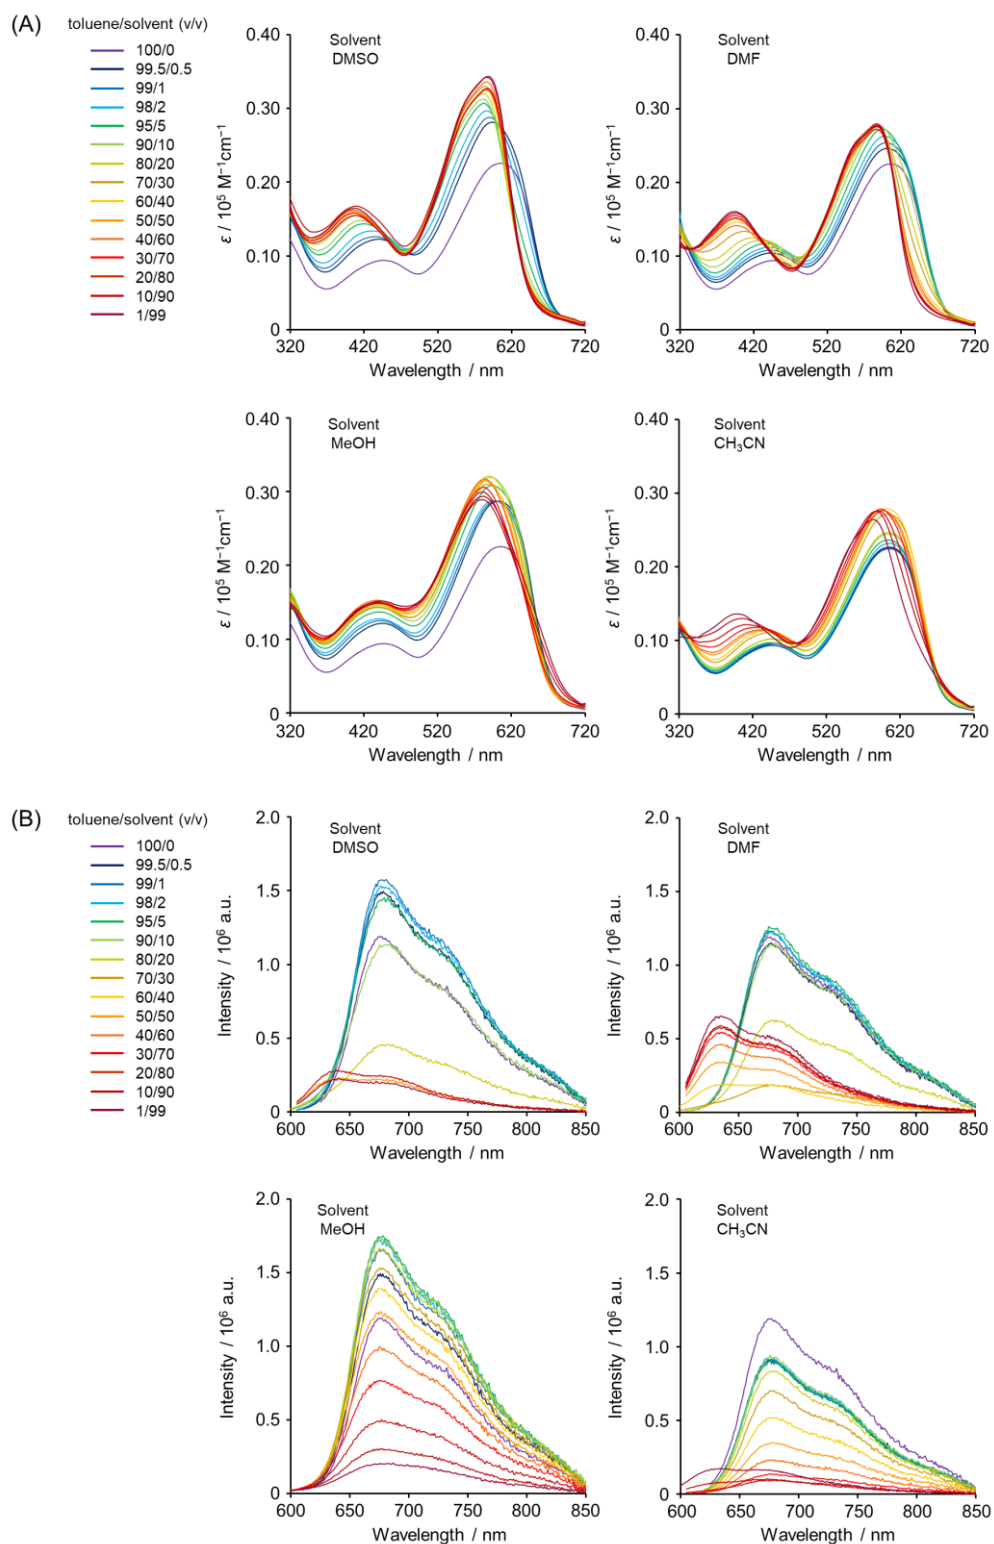 (A)
toluene/solvent (v/v)
100/0
99.5/0.5
99/1
98/2
95/5
90/10
80/20
70/30
60/40
50/50
40/60
30/70
20/80
10/90
1/99
Solvent
DMSO
0.40
0.30
0.20
0.10
0
ε / 10⁵ M⁻¹cm⁻¹
320 420 520 620 720
Wavelength / nm
Solvent
DMF
0.40
0.30
0.20
0.10
0
ε / 10⁵ M⁻¹cm⁻¹
320 420 520 620 720
Wavelength / nm
Solvent
MeOH
0.40
0.30
0.20
0.10
0
ε / 10⁵ M⁻¹cm⁻¹
320 420 520 620 720
Wavelength / nm
Solvent
CH₃CN
0.40
0.30
0.20
0.10
0
ε / 10⁵ M⁻¹cm⁻¹
320 420 520 620 720
Wavelength / nm
(B)
toluene/solvent (v/v)
100/0
99.5/0.5
99/1
98/2
95/5
90/10
80/20
70/30
60/40
50/50
40/60
30/70
20/80
10/90
1/99
Solvent
DMSO
2.0
1.5
1.0
0.5
0
Intensity / 10⁶ a.u.
600 650 700 750 800 850
Wavelength / nm
Solvent
DMF
2.0
1.5
1.0
0.5
0
Intensity / 10⁶ a.u.
600 650 700 750 800 850
Wavelength / nm
Solvent
MeOH
2.0
1.5
1.0
0.5
0
Intensity / 10⁶ a.u.
600 650 700 750 800 850
Wavelength / nm
Solvent
CH₃CN
2.0
1.5
1.0
0.5
0
Intensity / 10⁶ a.u.
600 650 700 750 800 850
Wavelength / nm